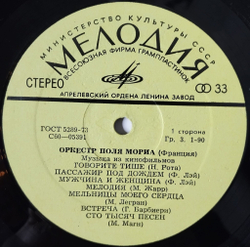 МИНИСТЕРСТВО КУЛЬТУРЫ СССР
МЕЛОДИЯ
ВСЕСОЮЗНАЯ ФИРМА ГРАМПЛАСТИНОК
СТЕРЕО
33
АПРЕЛЕВСКИЙ ОРДЕНА ЛЕНИНА ЗАВОД
ГОСТ 5289-73
С60—05391
1 сторона
Гр. 3. 1-90
ОРКЕСТР ПОЛЯ МОРИА (Франция)
Музыка из кинофильмов
ГОВОРИТЕ ТИШЕ (Н. Рота)
ПАССАЖИР ПОД ДОЖДЕМ (Ф. Лэй)
МУЖЧИНА И ЖЕНЩИНА (Ф. Лэй)
МЕЛОДИЯ (М. Жарр)
МЕЛЬНИЦЫ МОЕГО СЕРДЦА
(М. Легран)
ВСТРЕЧА (Г. Барбиери)
СТО ТЫСЯЧ ПЕСЕН
(М. Маги)